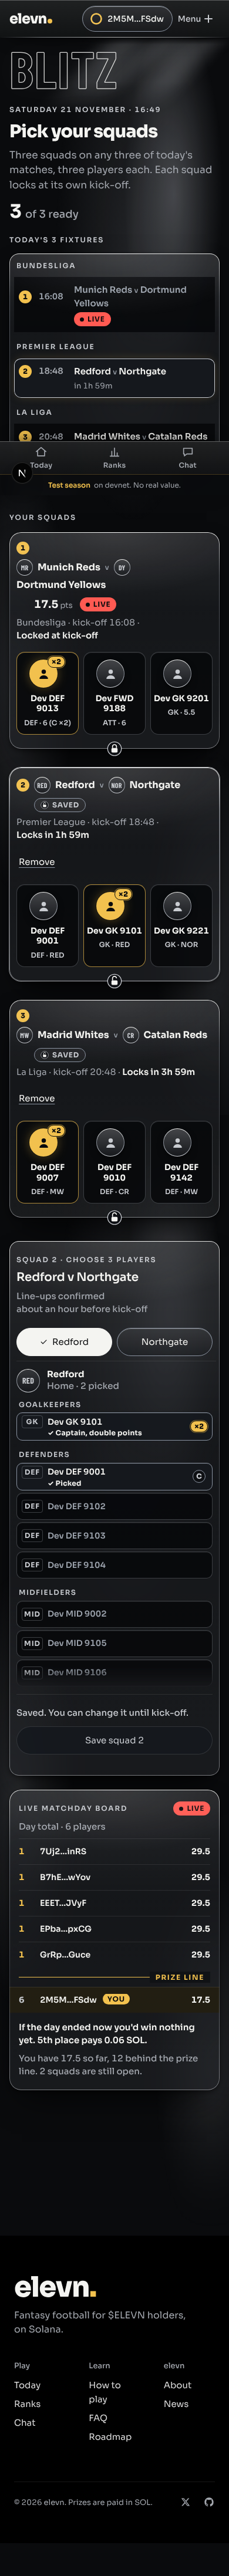 elevn.
2M5M...FSdw
Menu
BLITZ
SATURDAY 21 NOVEMBER · 16:49
Pick your squads
Three squads on any three of today's
matches, three players each. Each squad
locks at its own kick-off.
3 of 3 ready
TODAY'S 3 FIXTURES
BUNDESLIGA
1 16:08 Munich Reds v Dortmund
Yellows
LIVE
PREMIER LEAGUE
2 18:48 Redford v Northgate
in 1h 59m
LA LIGA
3 20:48 Madrid Whites v Catalan Reds
Today Ranks Chat
N
Test season on devnet. No real value.
YOUR SQUADS
1
MR Munich Reds v DY
Dortmund Yellows
17.5 pts LIVE
Bundesliga · kick-off 16:08 ·
Locked at kick-off
×2
Dev DEF
9013
DEF · 6 (C ×2)
Dev FWD
9188
ATT · 6
Dev GK 9201
GK · 5.5
2 RED Redford v NOR Northgate
SAVED
Premier League · kick-off 18:48 ·
Locks in 1h 59m
Remove
Dev DEF
9001
DEF · RED
×2
Dev GK 9101
GK · RED
Dev GK 9221
GK · NOR
3
MW Madrid Whites v CR Catalan Reds
SAVED
La Liga · kick-off 20:48 · Locks in 3h 59m
Remove
×2
Dev DEF
9007
DEF · MW
Dev DEF
9010
DEF · CR
Dev DEF
9142
DEF · MW
SQUAD 2 · CHOOSE 3 PLAYERS
Redford v Northgate
Line-ups confirmed
about an hour before kick-off
✓ Redford
Northgate
RED Redford
Home · 2 picked
GOALKEEPERS
GK Dev GK 9101 ×2
✓ Captain, double points
DEFENDERS
DEF Dev DEF 9001 C
✓ Picked
DEF Dev DEF 9102
DEF Dev DEF 9103
DEF Dev DEF 9104
MIDFIELDERS
MID Dev MID 9002
MID Dev MID 9105
MID Dev MID 9106
Saved. You can change it until kick-off.
Save squad 2
LIVE MATCHDAY BOARD LIVE
Day total · 6 players
1 7Uj2...inRS 29.5
1 B7hE...wYov 29.5
1 EEET...JVyF 29.5
1 EPba...pxCG 29.5
1 GrRp...Guce 29.5
PRIZE LINE
6 2M5M...FSdw YOU 17.5
If the day ended now you'd win nothing
yet. 5th place pays 0.06 SOL.
You have 17.5 so far, 12 behind the prize
line. 2 squads are still open.
elevn.
Fantasy football for $ELEVN holders,
on Solana.
Play Learn elevn
Today How to play About
Ranks FAQ News
Chat Roadmap
© 2026 elevn. Prizes are paid in SOL.